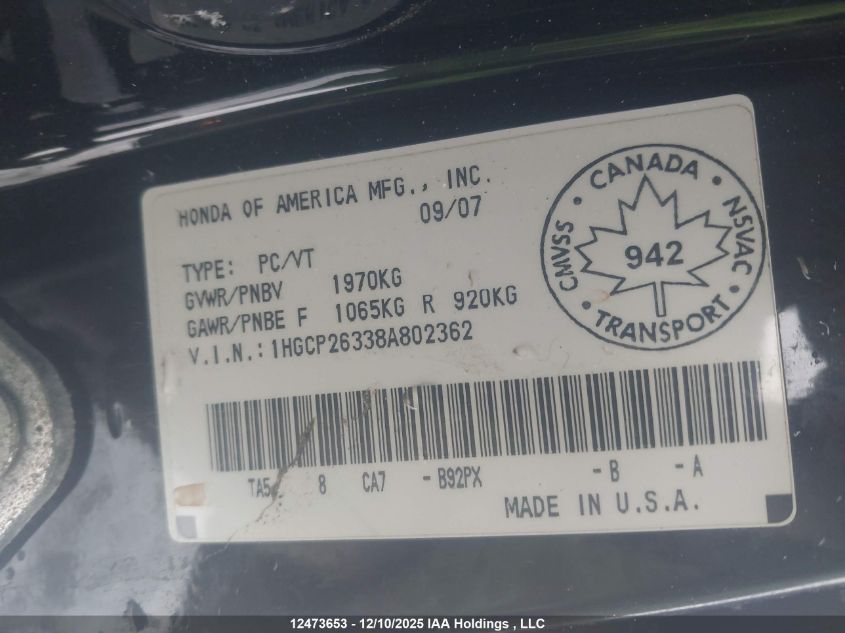 HONDA OF AMERICA MFG., INC.
09/07
TYPE: PC/VT
GVWR/PNBV 1970KG
GAWR/PNBE F 1065KG R 920KG
V.I.N.: 1HGCP26338A802362
CANADA
CMVSS
942
NSVAC
TRANSPORT
TA5 8 CA7 -B92PX -B -A
MADE IN U.S.A.
12473653 - 12/10/2025 IAA Holdings , LLC